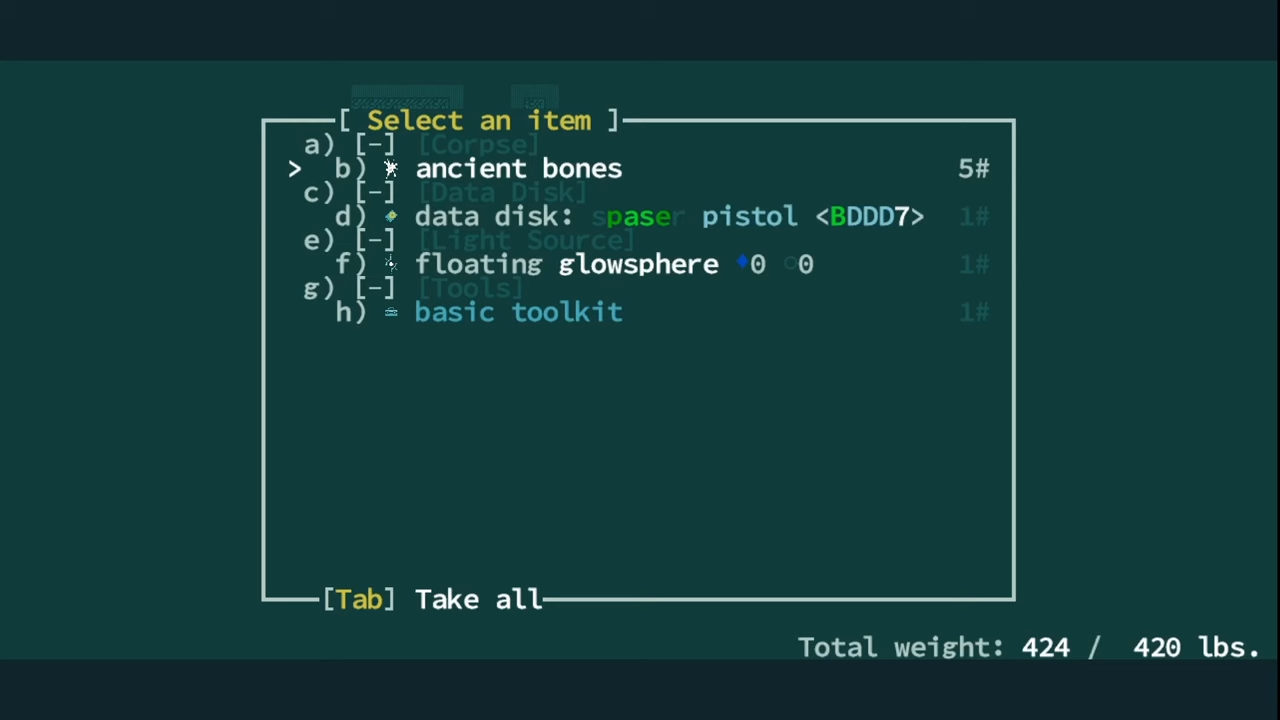 [ Select an item ]
a) [-] [Corpse]
> b) ancient bones 5#
c) [-] [Data Disk]
d) data disk: spaser pistol <BDDD7> 1#
e) [-] [Light Source]
f) floating glowsphere ♦0 ○0 1#
g) [-] [Tools]
h) basic toolkit 1#
[Tab] Take all
Total weight: 424 / 420 lbs.